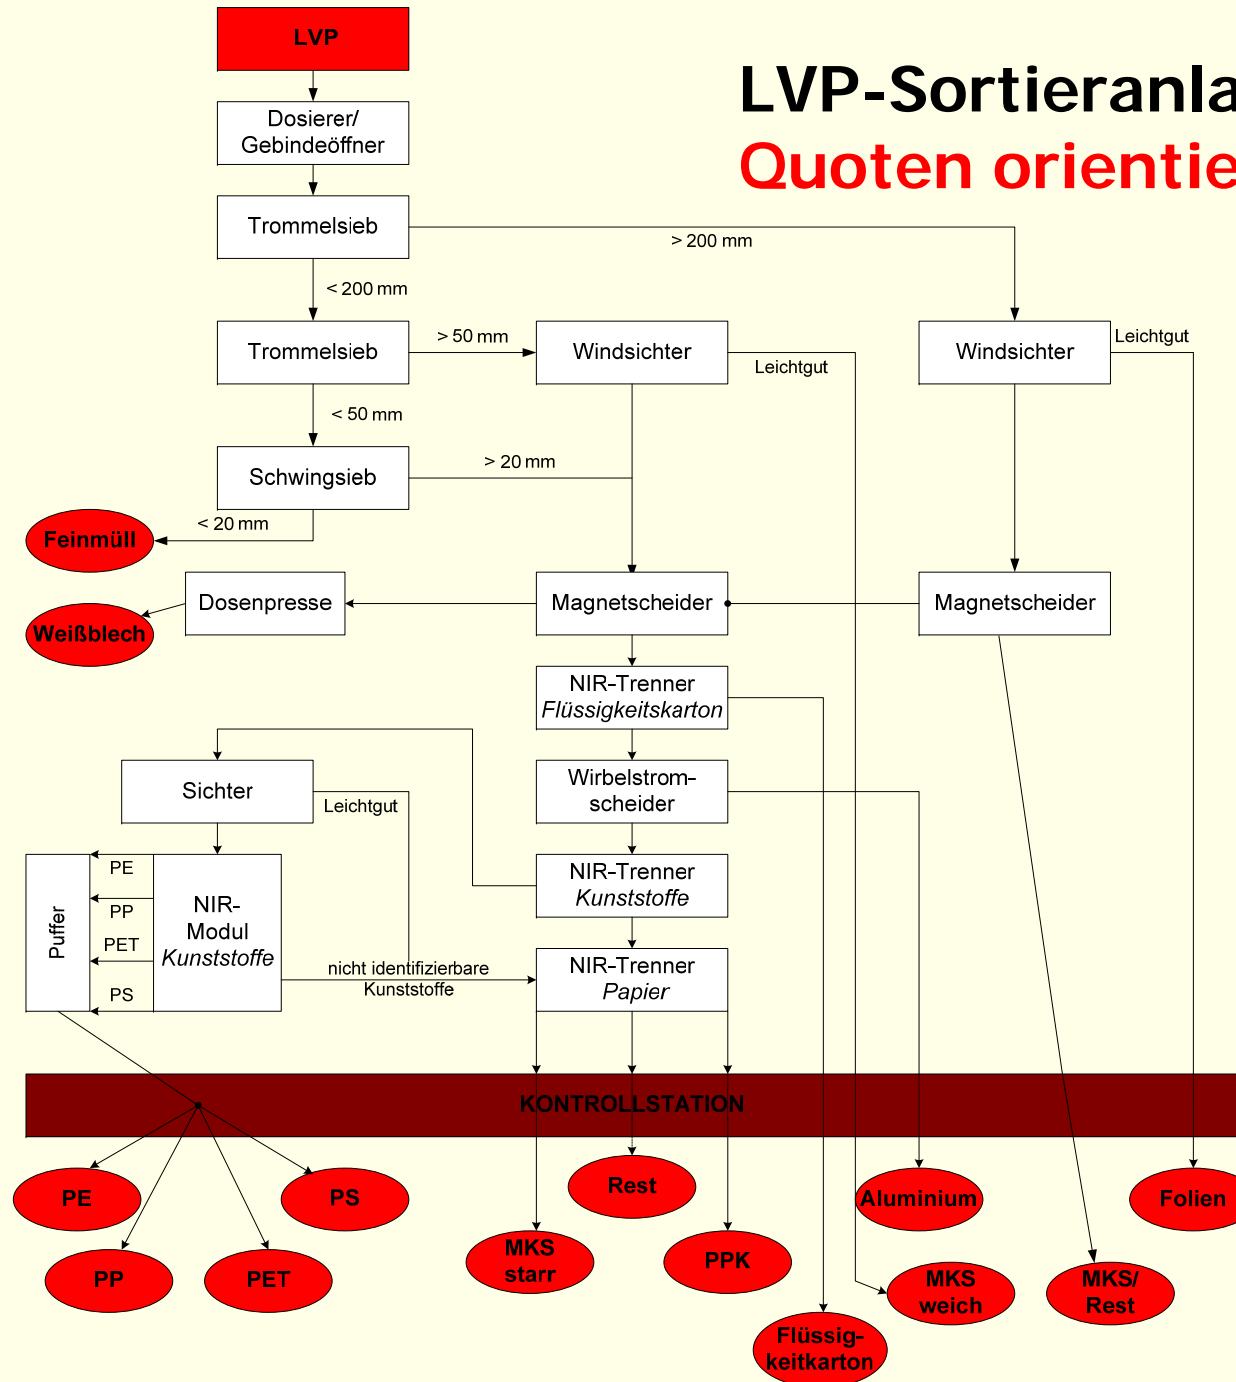 LVP
LVP-Sortieranla
Quoten orientie
Dosierer/
Gebindeöffner
Trommelsieb
> 200 mm
< 200 mm
Trommelsieb
> 50 mm
Windsichter
Leichtgut
Windsichter
Leichtgut
< 50 mm
Schwingsieb
> 20 mm
< 20 mm
Feinmüll
Dosenpresse
Magnetscheider
Magnetscheider
Weißblech
NIR-Trenner
Flüssigkeitskarton
Sichter
Leichtgut
Wirbelstrom-
scheider
NIR-Trenner
Kunststoffe
Puffer
PE
PP
PET
PS
NIR-
Modul
Kunststoffe
nicht identifizierbare
Kunststoffe
NIR-Trenner
Papier
KONTROLLSTATION
PE
PS
Rest
Aluminium
Folien
PP
PET
MKS
starr
PPK
MKS
weich
MKS/
Rest
Flüssig-
keitkarton